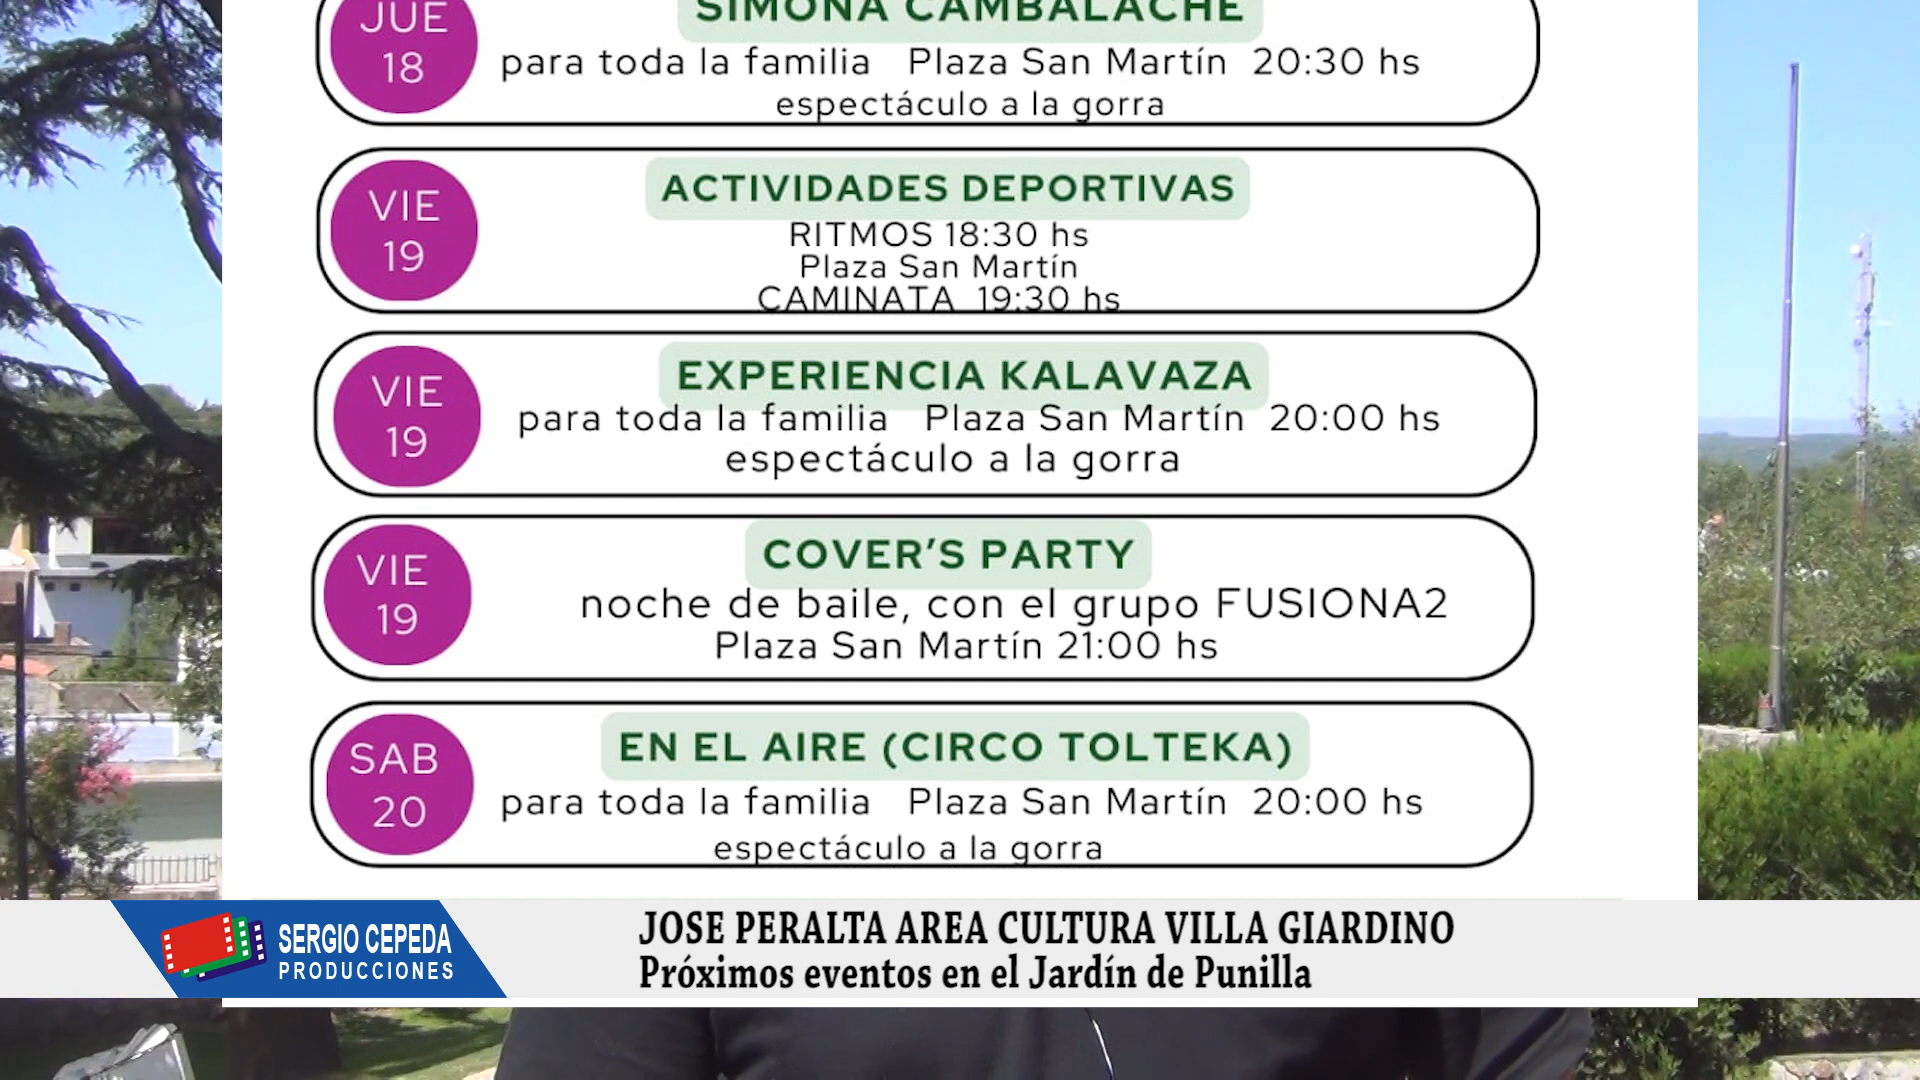 JUE
18
SIMONA CAMBALACHE
para toda la familia Plaza San Martín 20:30 hs
espectáculo a la gorra
VIE
19
ACTIVIDADES DEPORTIVAS
RITMOS 18:30 hs
Plaza San Martín
CAMINATA 19:30 hs
VIE
19
EXPERIENCIA KALAVAZA
para toda la familia Plaza San Martín 20:00 hs
espectáculo a la gorra
VIE
19
COVER’S PARTY
noche de baile, con el grupo FUSIONA2
Plaza San Martín 21:00 hs
SAB
20
EN EL AIRE (CIRCO TOLTEKA)
para toda la familia Plaza San Martín 20:00 hs
espectáculo a la gorra
SERGIO CEPEDA
PRODUCCIONES
JOSE PERALTA AREA CULTURA VILLA GIARDINO
Próximos eventos en el Jardín de Punilla